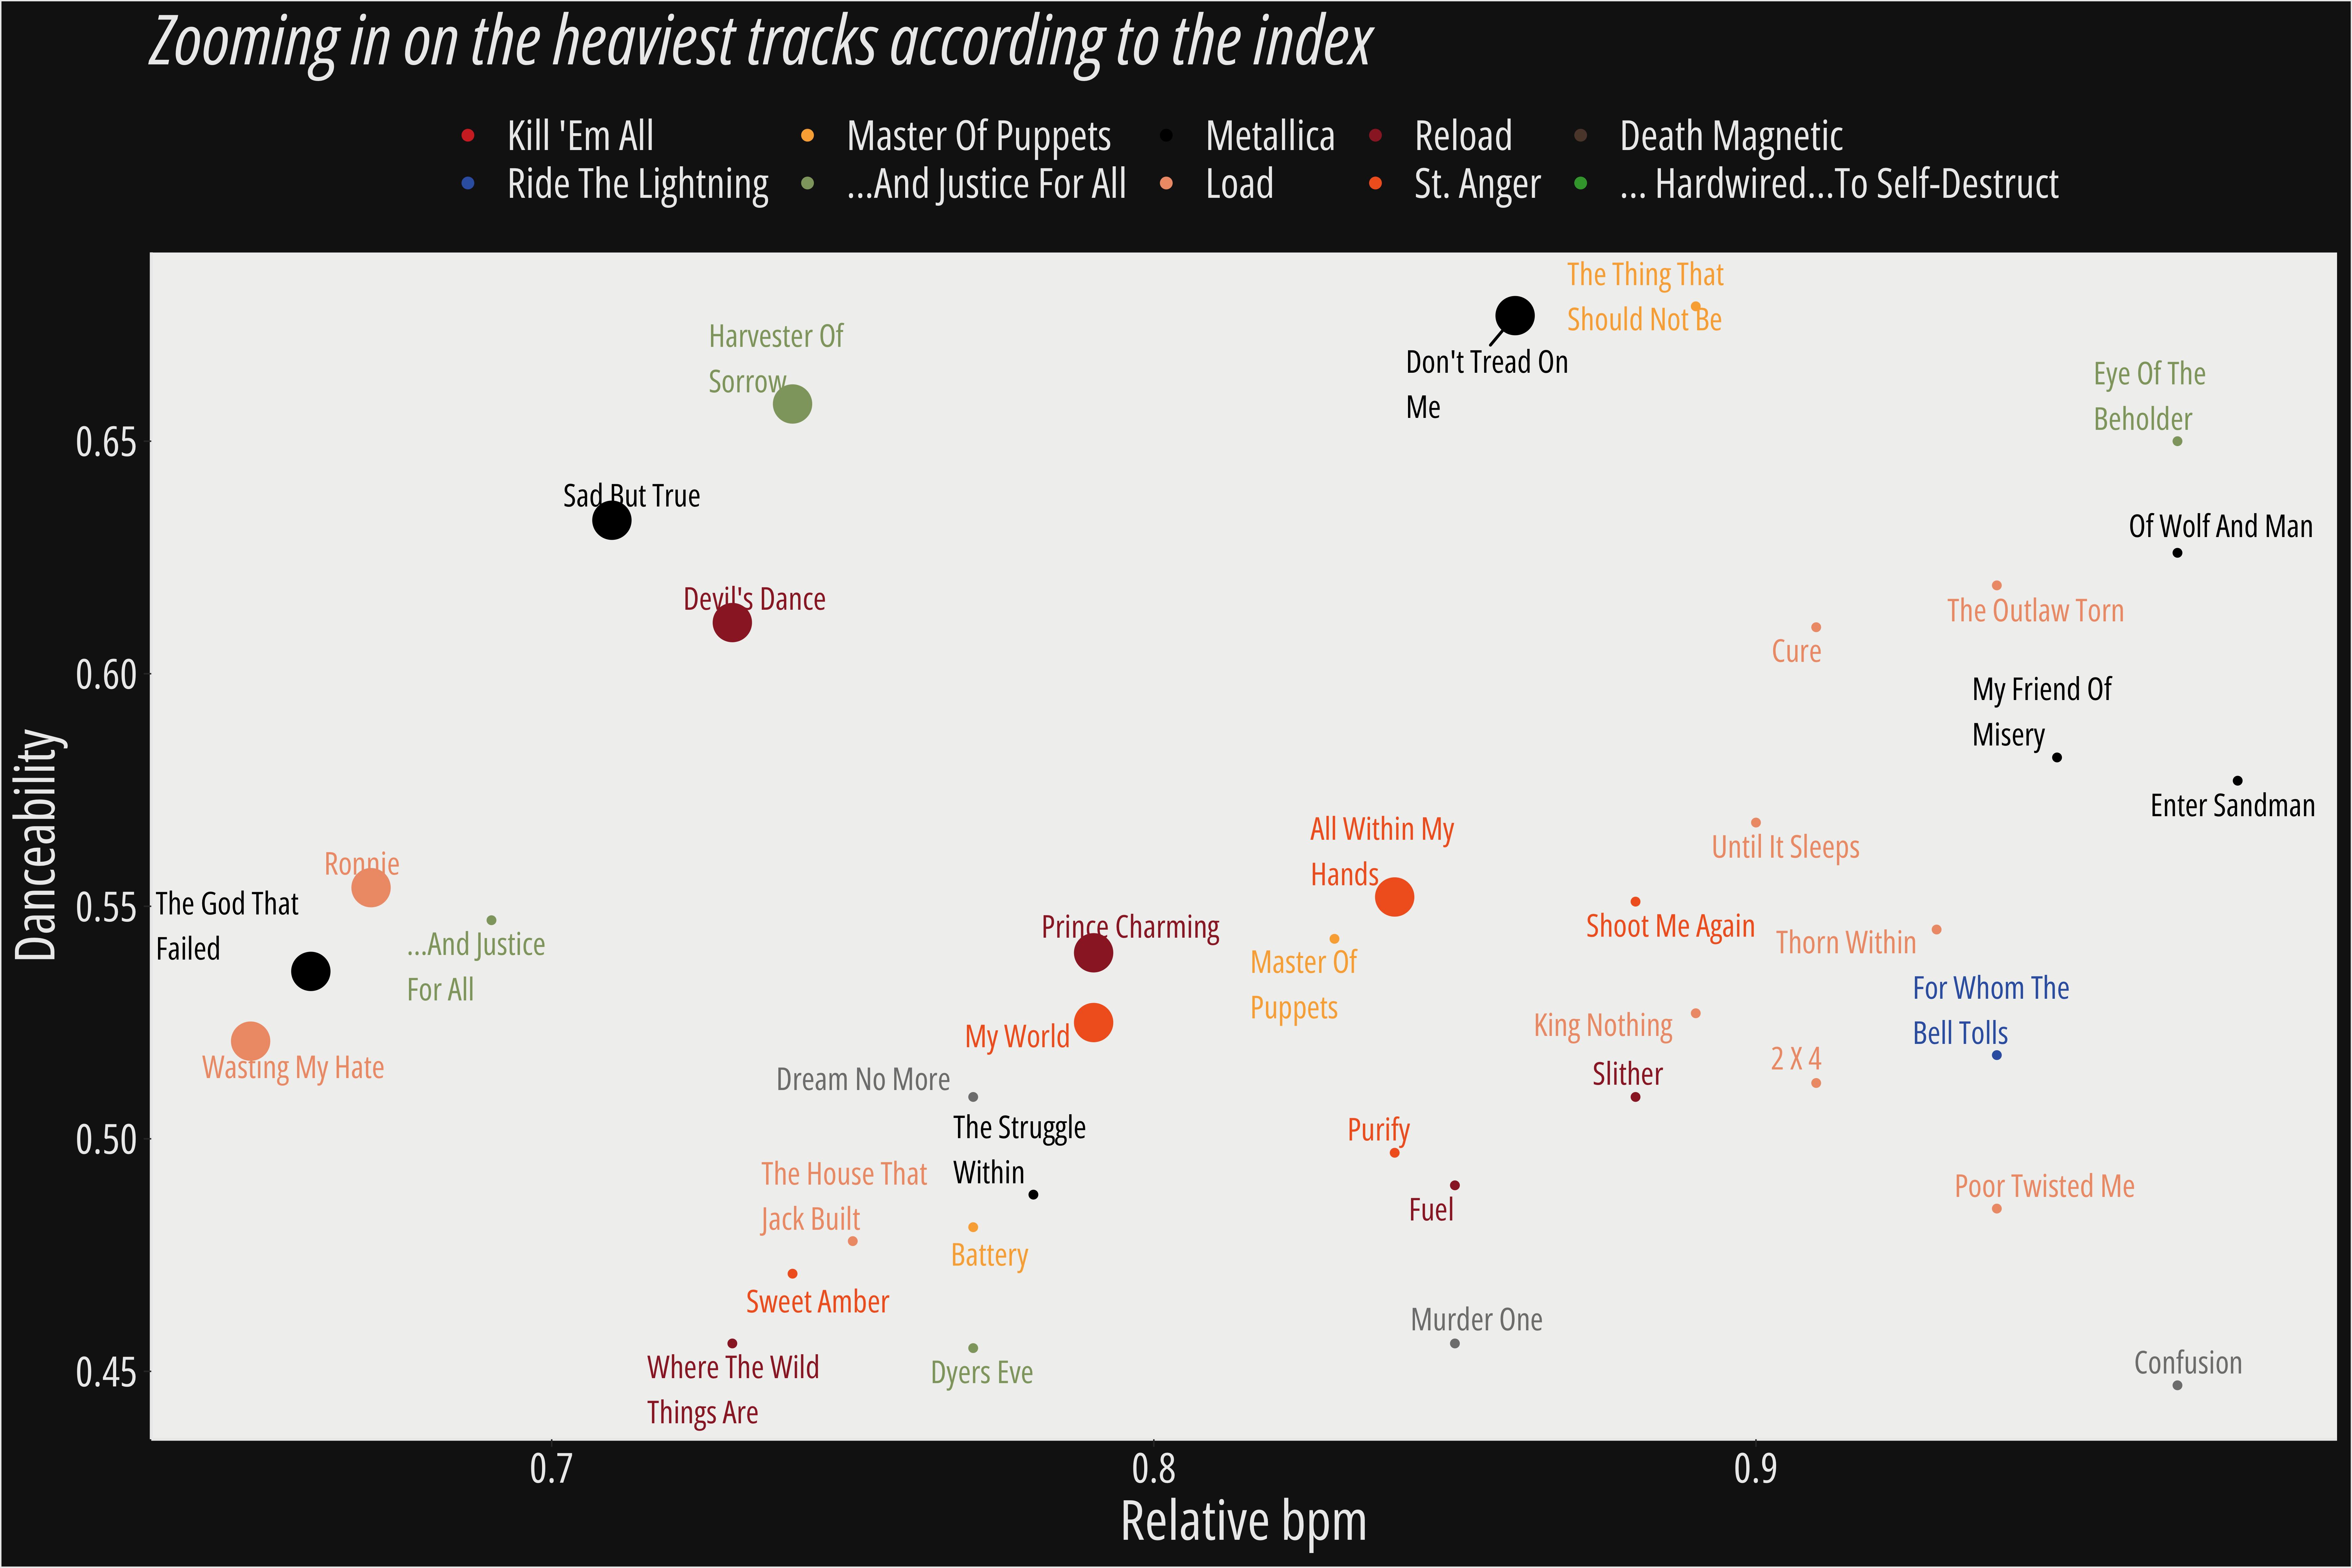 Zooming in on the heaviest tracks according to the index
Kill 'Em All
Master Of Puppets
Metallica
Reload
Death Magnetic
Ride The Lightning
...And Justice For All
Load
St. Anger
... Hardwired...To Self-Destruct
The Thing That
Should Not Be
Harvester Of
Sorrow
Don't Tread On
Me
Eye Of The
Beholder
0.65
Sad But True
Of Wolf And Man
Devil's Dance
The Outlaw Torn
Cure
0.60
My Friend Of
Misery
Enter Sandman
All Within My
Hands
Until It Sleeps
Ronnie
The God That
Failed
0.55
...And Justice
For All
Prince Charming
Shoot Me Again
Thorn Within
Master Of
Puppets
For Whom The
Bell Tolls
King Nothing
My World
Wasting My Hate
2 X 4
Slither
Dream No More
The Struggle
Within
Purify
0.50
The House That
Jack Built
Poor Twisted Me
Fuel
Battery
Sweet Amber
Murder One
Where The Wild
Things Are
Dyers Eve
Confusion
0.45
Danceability
0.7
0.8
0.9
Relative bpm